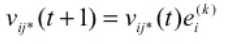 $v_{ij^*}(t+1) = v_{ij^*}(t)e_i^{(k)}$